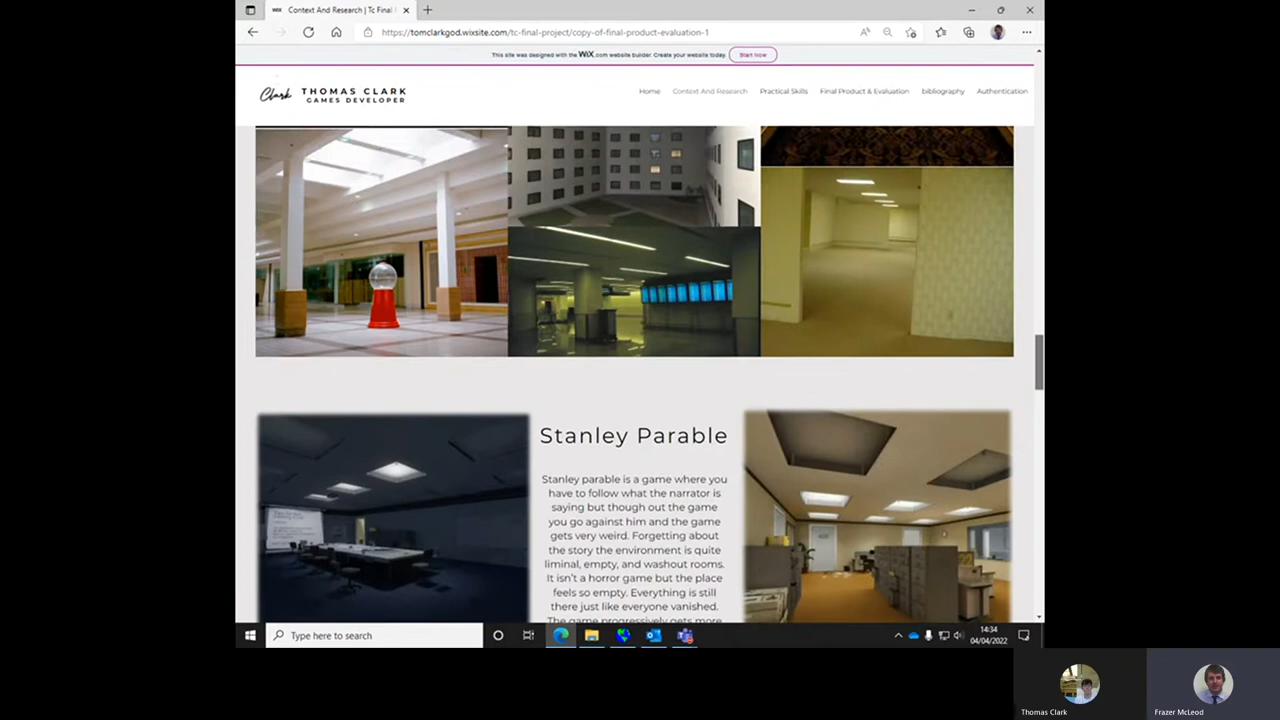 Context And Research | Tc Final
https://tomclarkgod.wixsite.com/tc-final-project/copy-of-final-product-evaluation-1
This site was designed with the WiX.com website builder. Create your website today. Start Now
Clark THOMAS CLARK
GAMES DEVELOPER
Home Context And Research Practical Skills Final Product & Evaluation bibliography Authentication
Stanley Parable
Stanley parable is a game where you
have to follow what the narrator is
saying but though out the game
you go against him and the game
gets very weird. Forgetting about
the story the environment is quite
liminal, empty, and washout rooms.
It isn't a horror game but the place
feels so empty. Everything is still
there just like everyone vanished.
The game progressively gets more
Type here to search
14:34
04/04/2022
Thomas Clark
Frazer McLeod